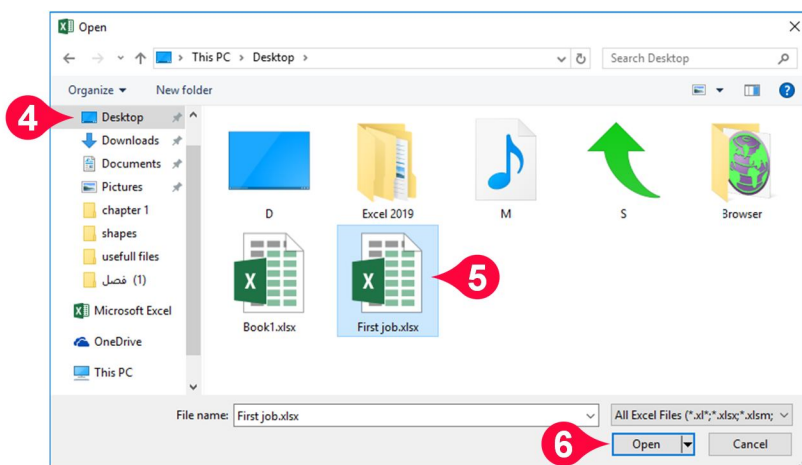 Open
This PC > Desktop >
Search Desktop
Organize
New folder
4
Desktop
Downloads
Documents
Pictures
chapter 1
shapes
usefull files
فصل (1)
Microsoft Excel
OneDrive
This PC
D
Excel 2019
M
S
Browser
Book1.xlsx
First job.xlsx
5
File name:
First job.xlsx
All Excel Files (*.xl*;*.xlsx;*.xlsm;
6
Open
Cancel